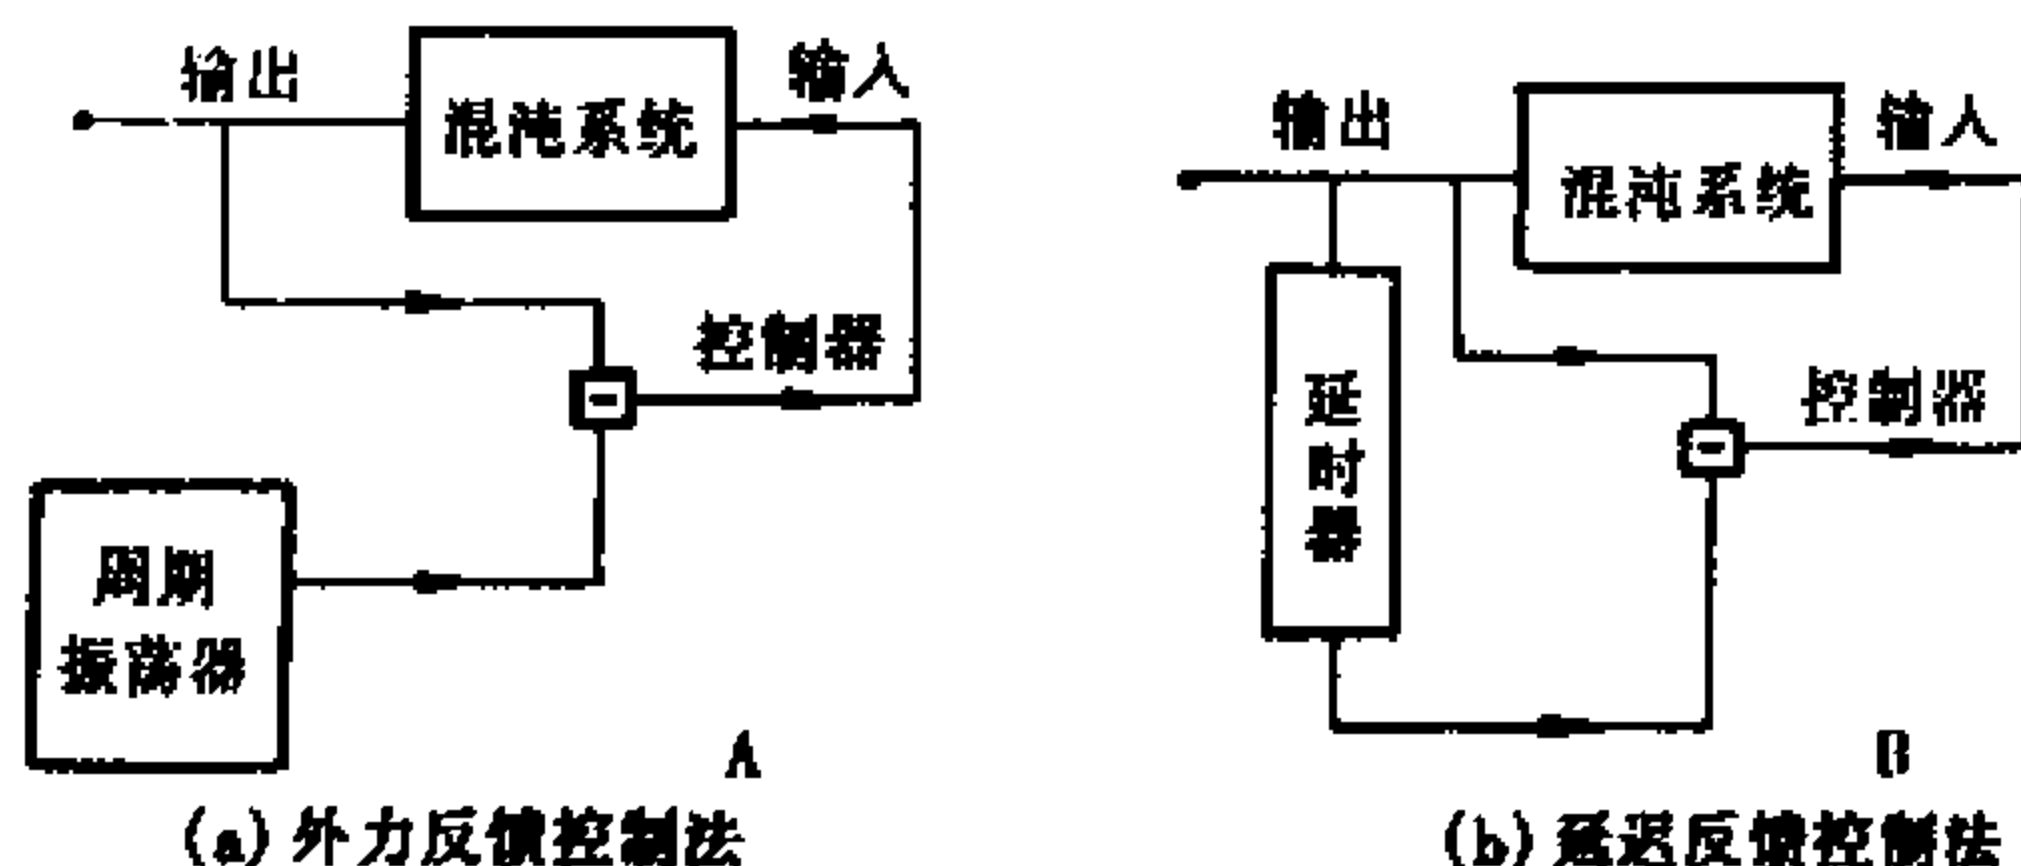 输出
混沌系统
输入
控制器
-
周期
振荡器
A
(a)外力反馈控制法
输出
混沌系统
输入
延时器
控制器
-
B
(b)延迟反馈控制法